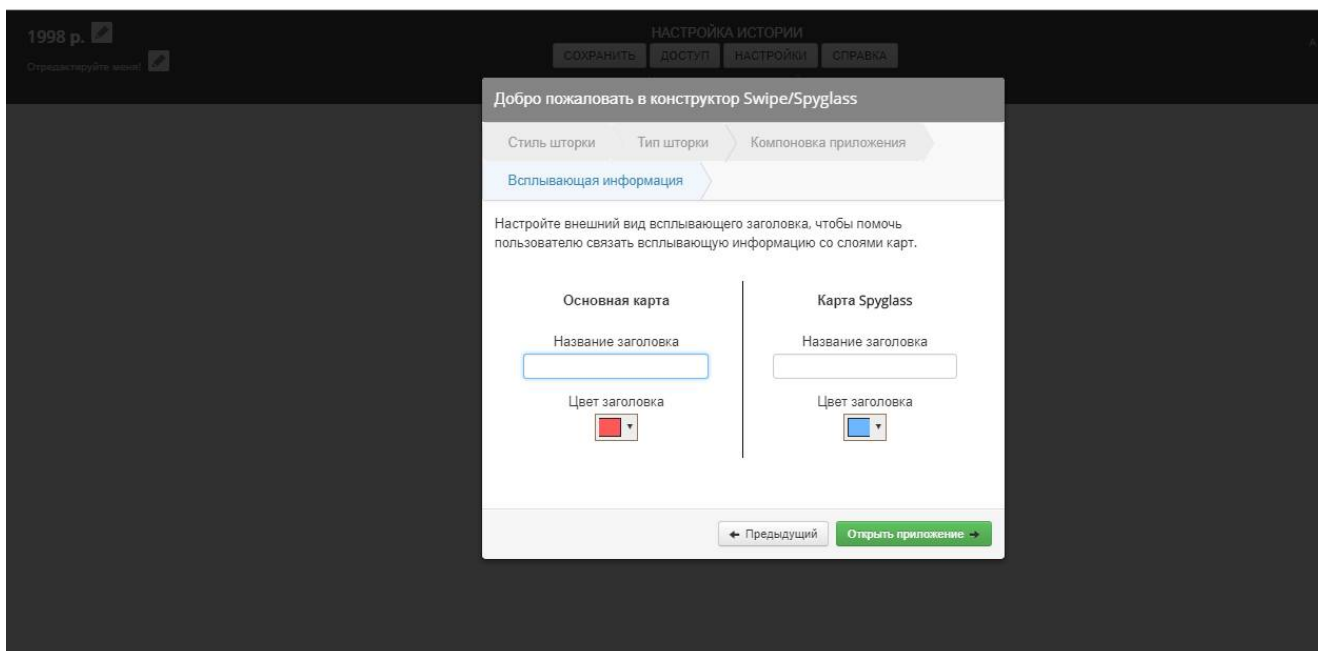 1998 р.
Отредактируйте меня!
НАСТРОЙКА ИСТОРИИ
СОХРАНИТЬ ДОСТУП НАСТРОЙКИ СПРАВКА
А
Добро пожаловать в конструктор Swipe/Spyglass
Стиль шторки Тип шторки Компоновка приложения
Всплывающая информация
Настройте внешний вид всплывающего заголовка, чтобы помочь
пользователю связать всплывающую информацию со слоями карт.
Основная карта Карта Spyglass
Название заголовка Название заголовка
Цвет заголовка Цвет заголовка
Предыдущий Открыть приложение